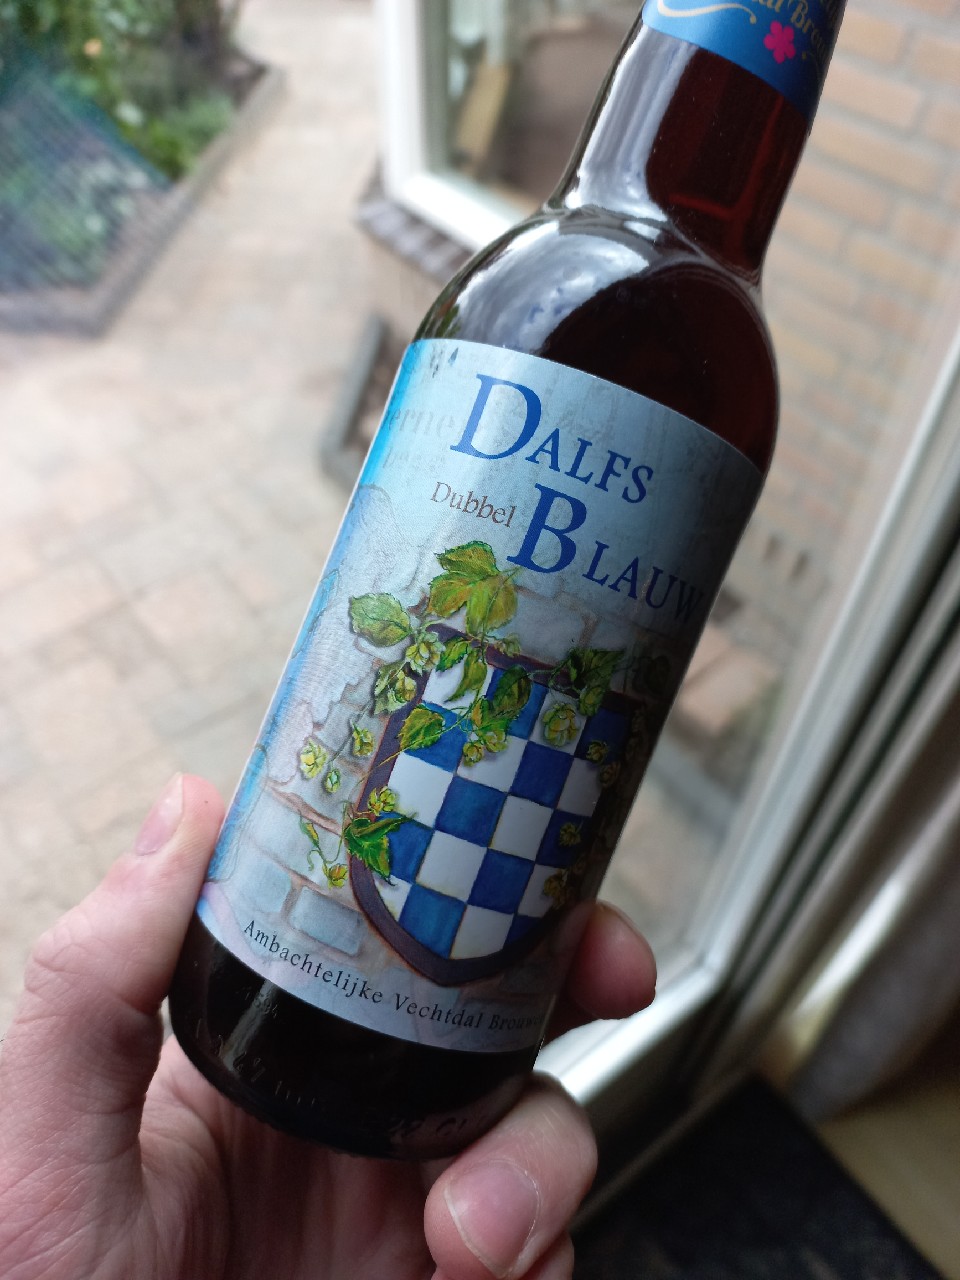 DALFS
Dubbel BLAUW
Ambachtelijke Vechtdal